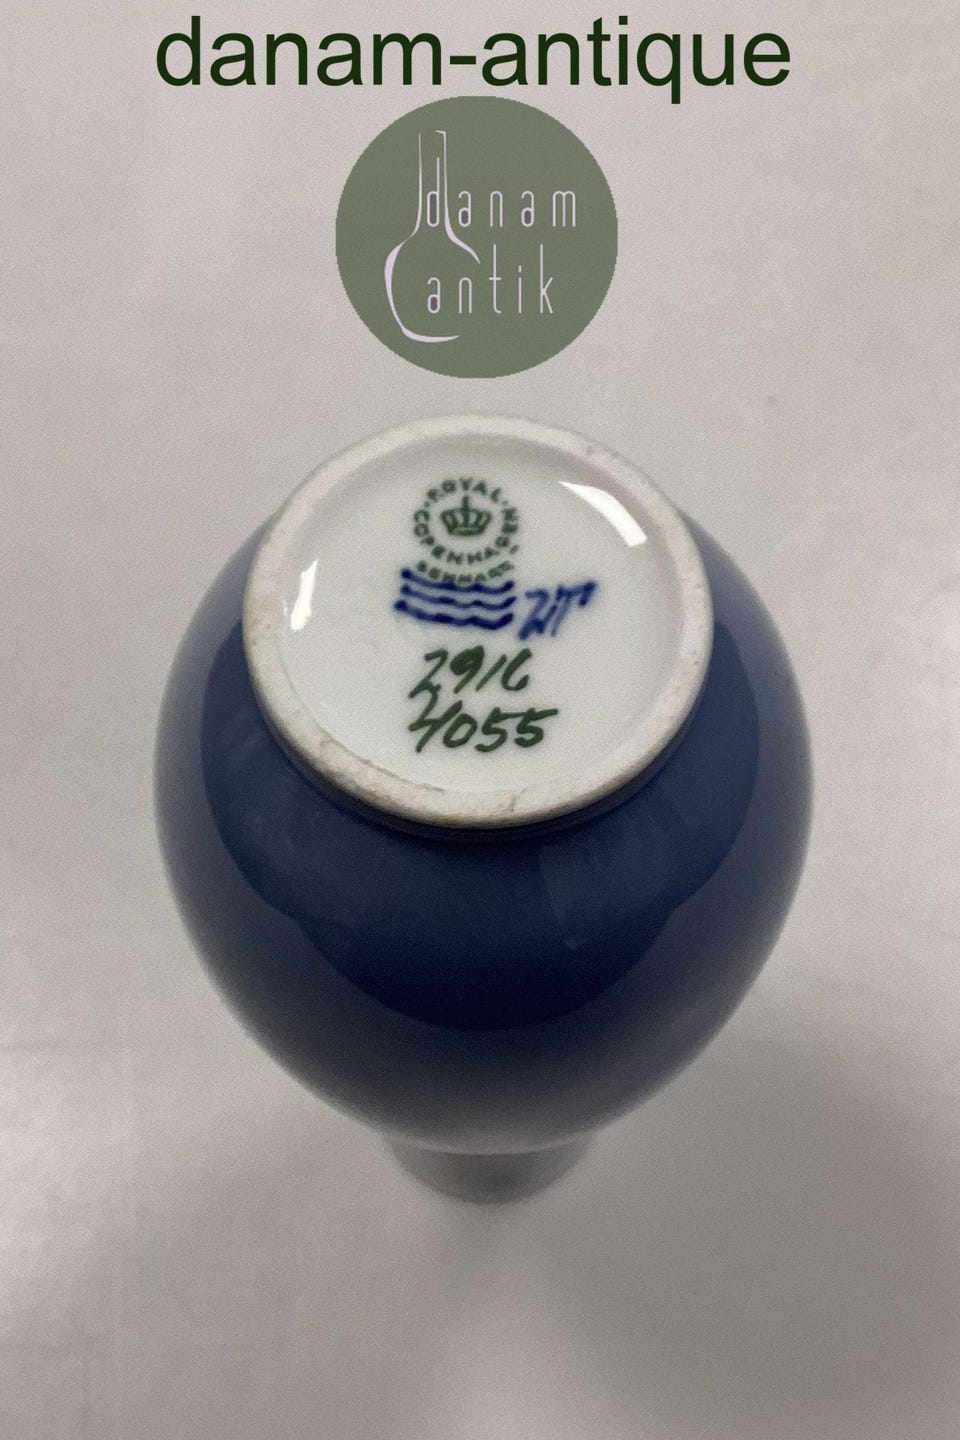 danam-antique
danam
antik
ROYAL
COPENHAGEN
DENMARK
2916
4055